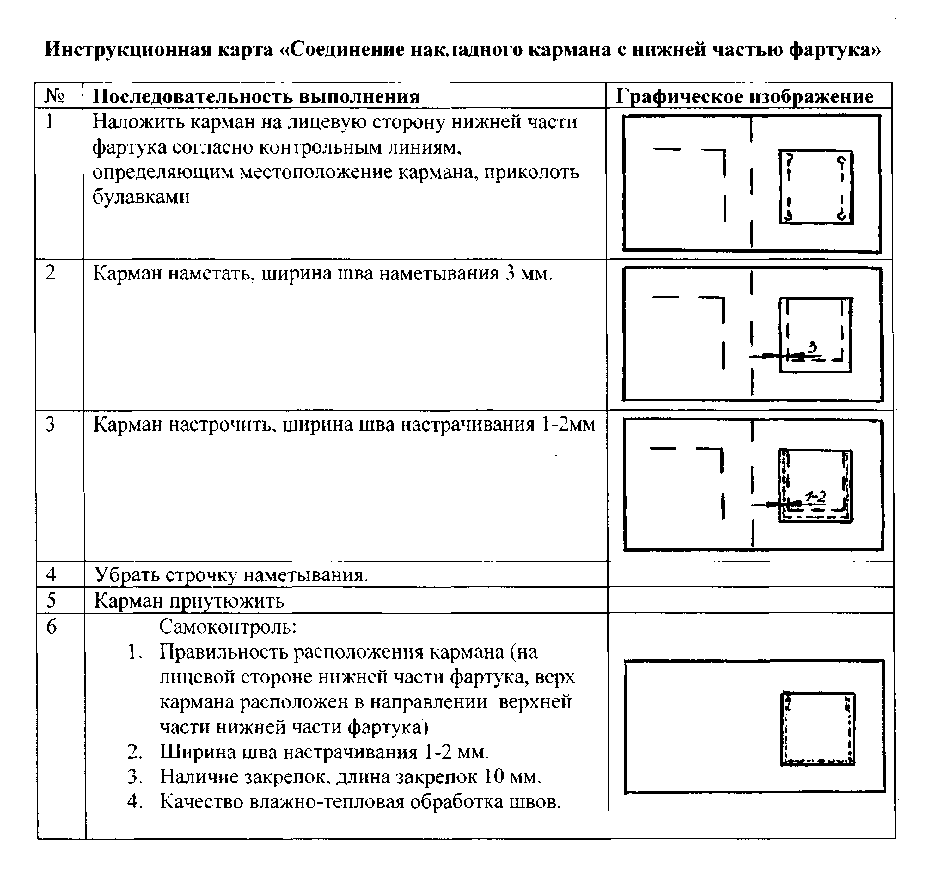 Инструкционная карта «Соединение накладного кармана с нижней частью фартука»
№ Последовательность выполнения Графическое изображение
1 Наложить карман на лицевую сторону нижней части
фартука согласно контрольным линиям,
определяющим местоположение кармана, приколоть
булавками
2 Карман наметать, ширина шва наметывания 3 мм.
3
3 Карман настрочить, ширина шва настрачивания 1-2мм
1-2
4 Убрать строчку наметывания.
5 Карман приутюжить
6 Самоконтроль:
1. Правильность расположения кармана (на
лицевой стороне нижней части фартука, верх
кармана расположен в направлении верхней
части нижней части фартука)
2. Ширина шва настрачивания 1-2 мм.
3. Наличие закрепок, длина закрепок 10 мм.
4. Качество влажно-тепловая обработка швов.